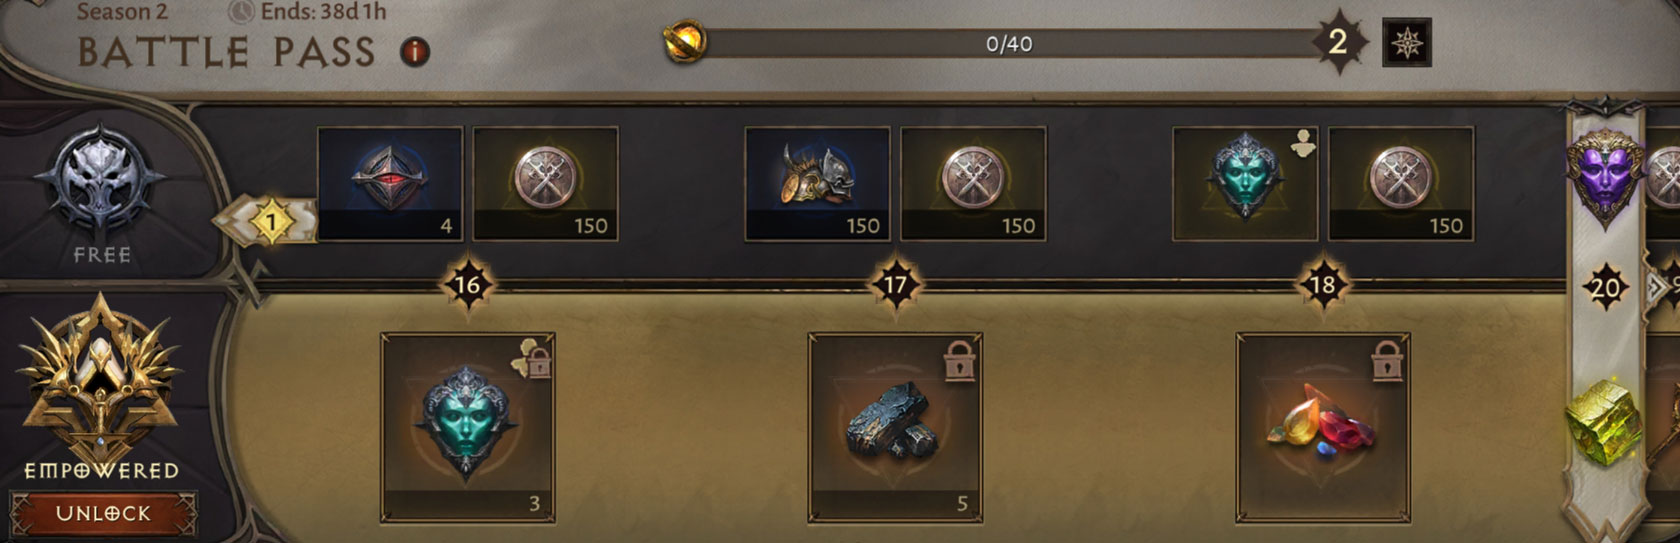 Season 2 Ends: 38d 1h
BATTLE PASS i
0/40 2
FREE
1
4 150 150 150 150
16 17 18 20
EMPOWERED
UNLOCK
3 5